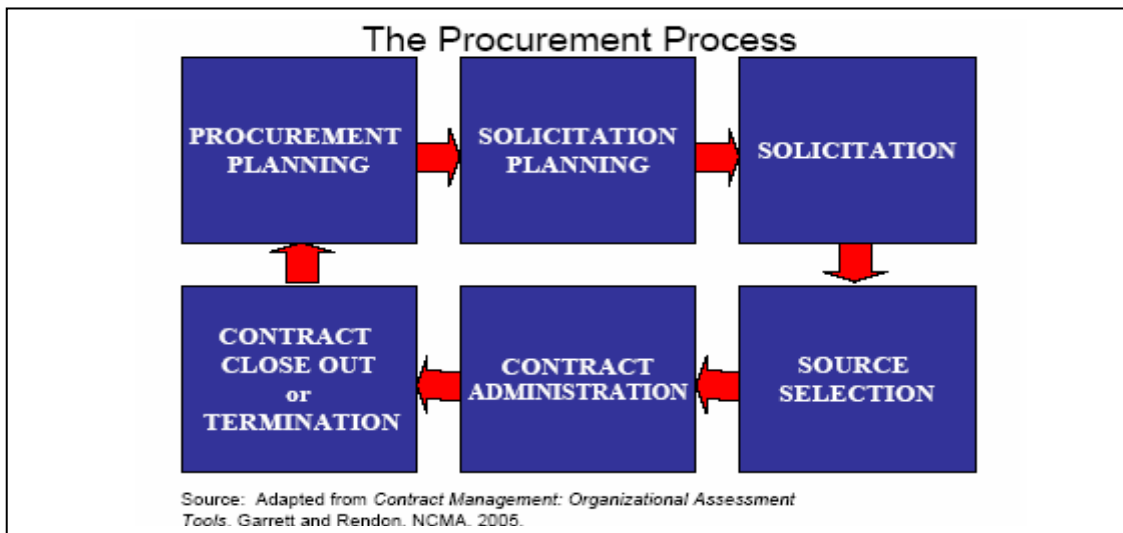 The Procurement Process
PROCUREMENT
PLANNING
SOLICITATION
PLANNING
SOLICITATION
SOURCE
SELECTION
CONTRACT
ADMINISTRATION
CONTRACT
CLOSE OUT
or
TERMINATION
Source: Adapted from Contract Management: Organizational Assessment
Tools, Garrett and Rendon, NCMA, 2005.